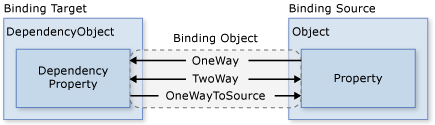 Binding Target
Binding Source
DependencyObject
Binding Object
Object
Dependency
Property
OneWay
TwoWay
OneWayToSource
Property